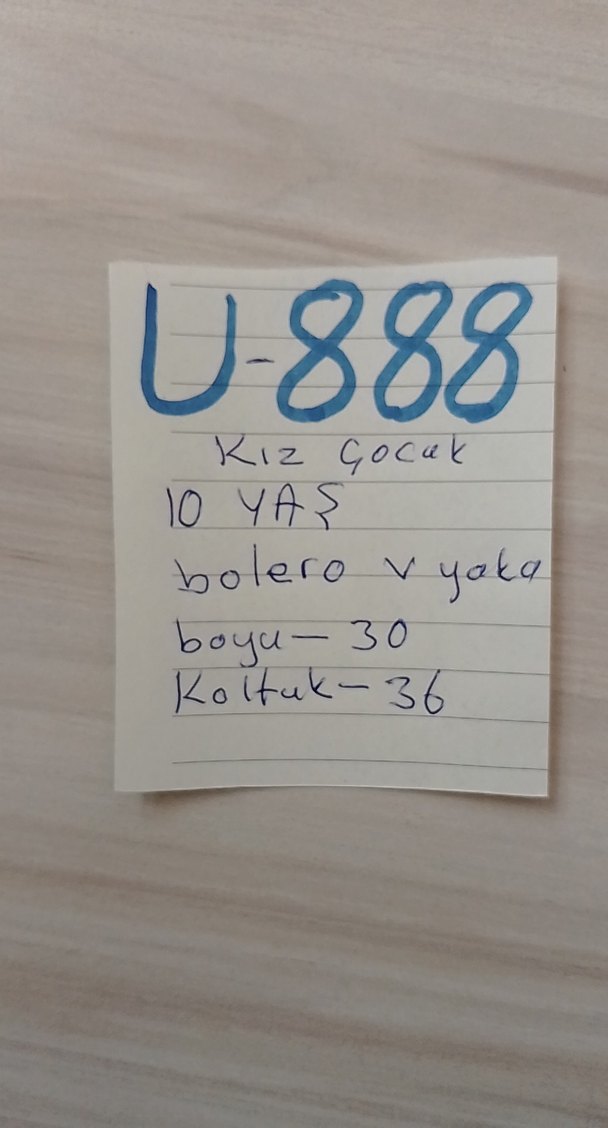 U-888
Kız Çocuk
10 YAŞ
bolero v yaka
boyu - 30
Koltuk - 36